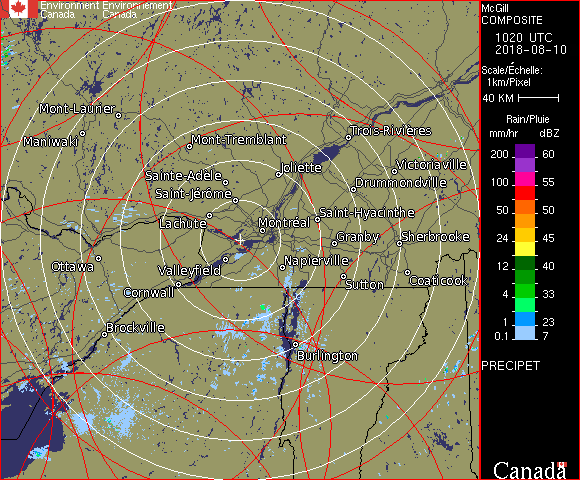 Environment Environnement
Canada Canada
McGill
COMPOSITE
1020 UTC
2018-08-10
Scale/Échelle:
1km/Pixel
40 KM
Rain/Pluie
mm/hr dBZ
200 60
100 55
75 53
50 50
24 45
12 40
4 33
1 23
0.1 7
PRECIPET
Canada
Mont-Laurier
Maniwaki
Mont-Tremblant
Trois-Rivières
Joliette
Victoriaville
Sainte-Adèle
Drummondville
Saint-Jérôme
Lachute
Saint-Hyacinthe
Montréal
Granby
Sherbrooke
Ottawa
Valleyfield
Napierville
Cornwall
Sutton
Coaticook
Brockville
Burlington